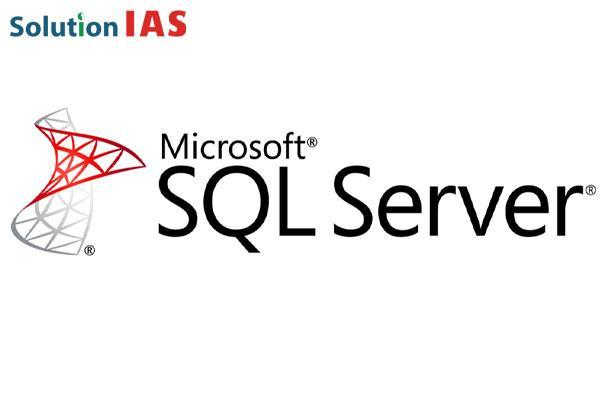 Solution IAS
Microsoft®
SQL Server®
®